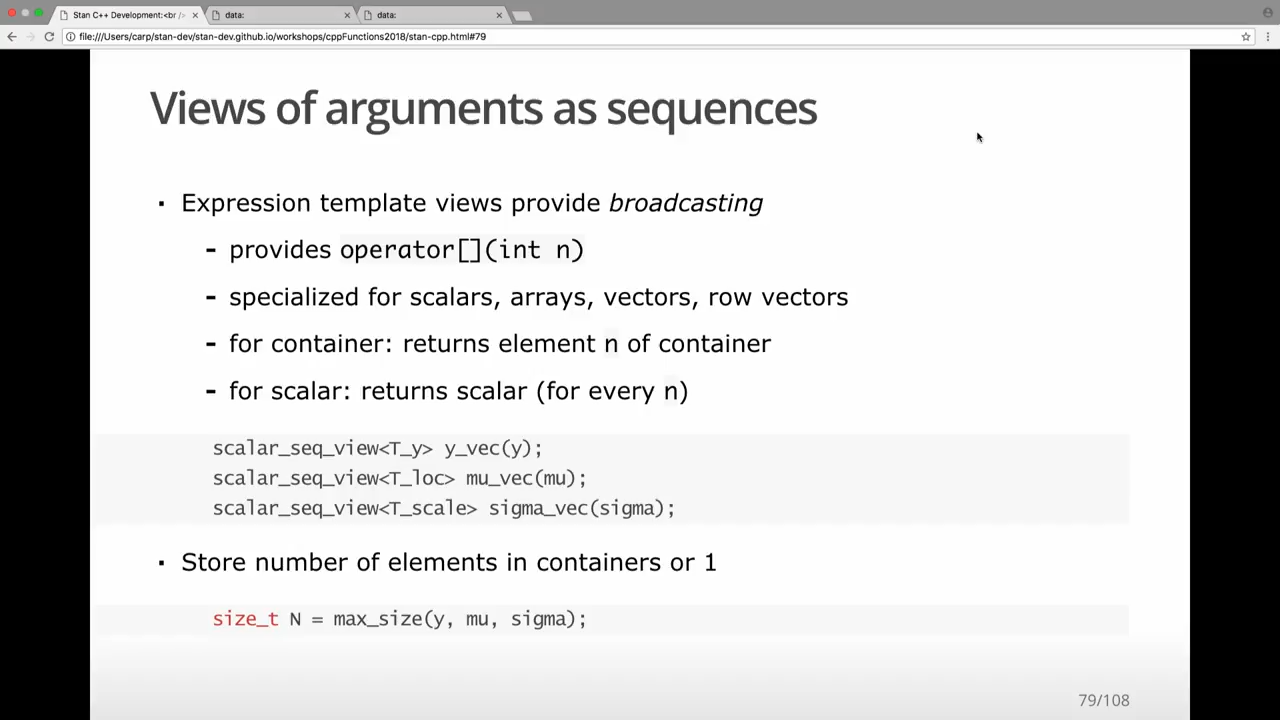 Stan C++ Development:<br />
data:
data:
file:///Users/carp/stan-dev/stan-dev.github.io/workshops/cppFunctions2018/stan-cpp.html#79
Views of arguments as sequences
▪ Expression template views provide broadcasting
- provides operator[](int n)
- specialized for scalars, arrays, vectors, row vectors
- for container: returns element n of container
- for scalar: returns scalar (for every n)
scalar_seq_view<T_y> y_vec(y);
scalar_seq_view<T_loc> mu_vec(mu);
scalar_seq_view<T_scale> sigma_vec(sigma);
▪ Store number of elements in containers or 1
size_t N = max_size(y, mu, sigma);
79/108